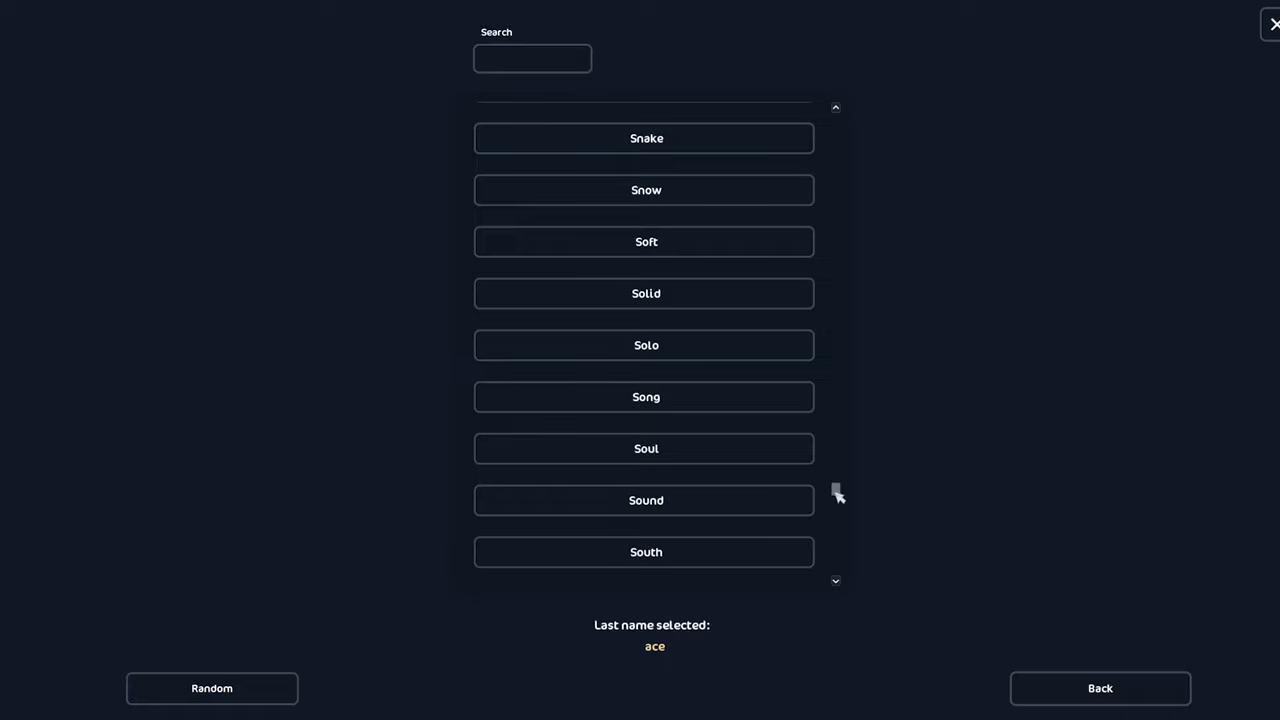 Search
Snake
Snow
Soft
Solid
Solo
Song
Soul
Sound
South
Last name selected:
ace
Random
Back